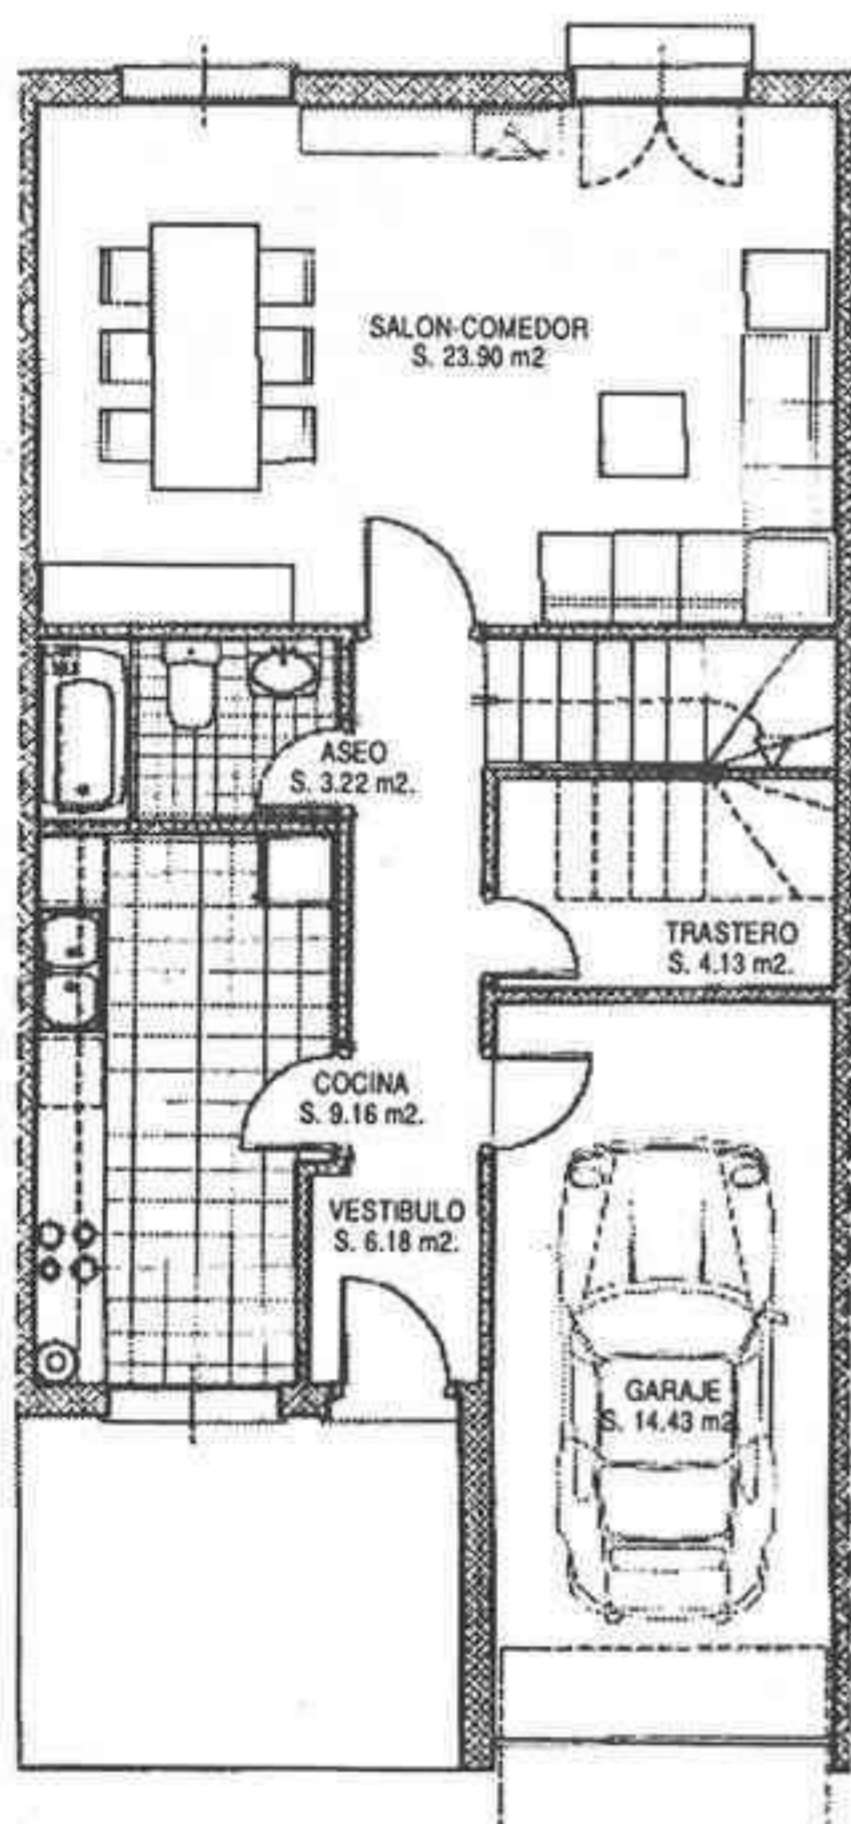 SALON-COMEDOR
S. 23.90 m2
ASEO
S. 3.22 m2.
TRASTERO
S. 4.13 m2.
COCINA
S. 9.16 m2.
VESTIBULO
S. 6.18 m2.
GARAJE
S. 14.43 m2